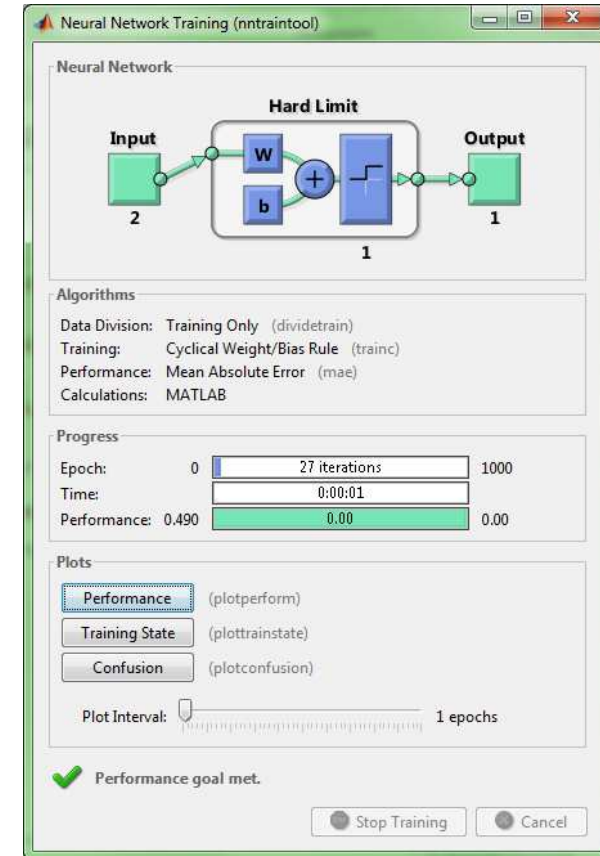 Neural Network Training (nntraintool)
Neural Network
Hard Limit
Input
Output
W
b
+
2
1
1
Algorithms
Data Division: Training Only (dividetrain)
Training: Cyclical Weight/Bias Rule (trainc)
Performance: Mean Absolute Error (mae)
Calculations: MATLAB
Progress
Epoch: 0 27 iterations 1000
Time: 0:00:01
Performance: 0.490 0.00 0.00
Plots
Performance (plotperform)
Training State (plottrainstate)
Confusion (plotconfusion)
Plot Interval: 1 epochs
Performance goal met.
Stop Training Cancel